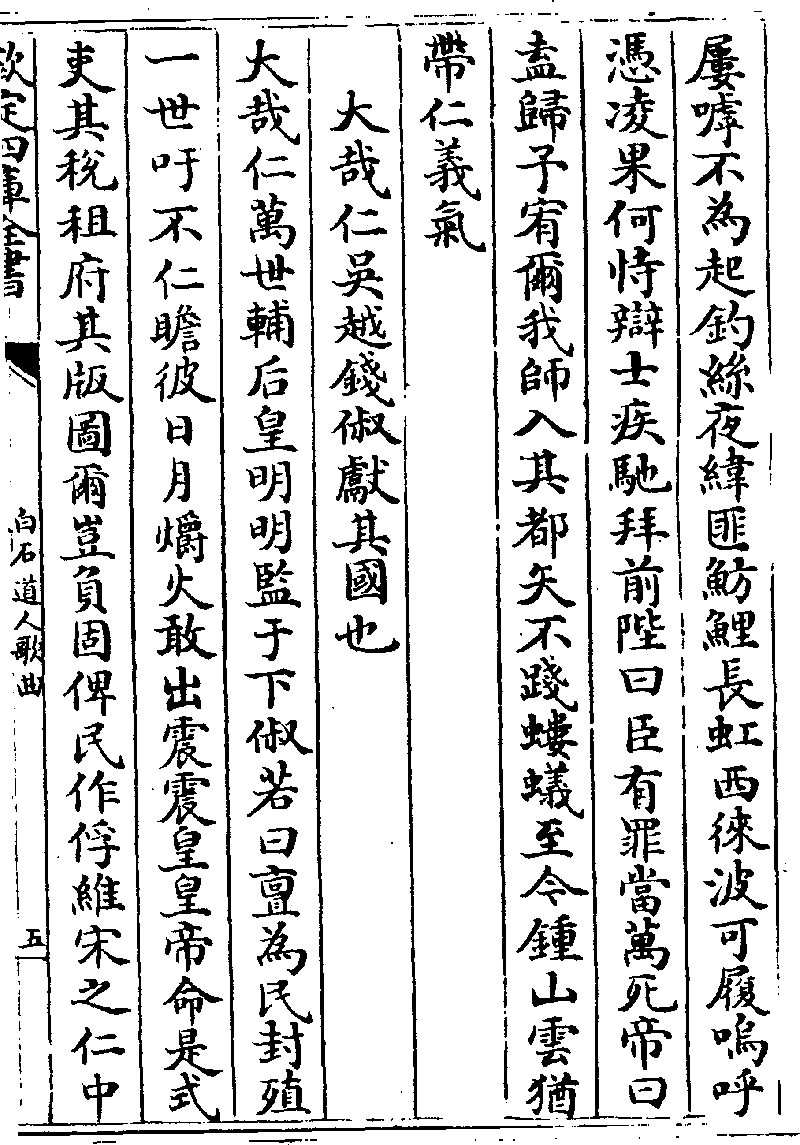 屢嘑不為起釣絲夜緯匪魴鯉長虹西徠波可履嗚呼
憑凌果何恃辯士疾馳拜前陛曰臣有罪當萬死帝曰
盍歸子宥爾我師入其都矢不踐螻蟻至今鍾山雲猶
帶仁義氣
大哉仁吳越錢俶獻其國也
大哉仁萬世輔后皇明明監于下俶若曰亶為民封殖
一世吁不仁瞻彼日月爝火敢出震震皇皇帝命是式
吏其稅租府其版圖爾豈負固俾民作俘維宋之仁中
欽定四庫全書
白石道人歌曲
五